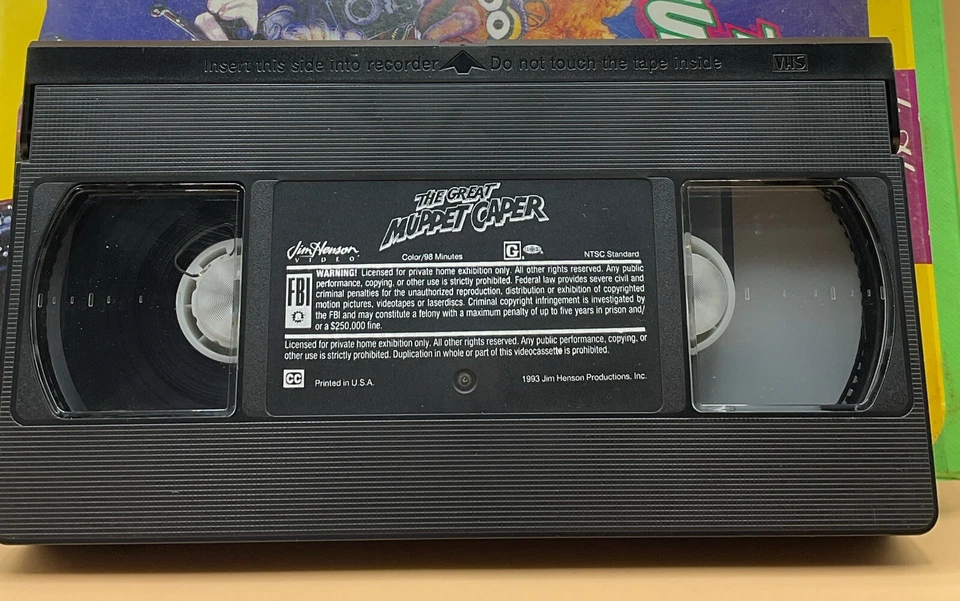 Insert this side into recorder Do not touch the tape inside VHS
THE GREAT
MUPPET CAPER
Jim Henson
VIDEO
Color/98 Minutes
G
NTSC Standard
FBI
WARNING! Licensed for private home exhibition only. All other rights reserved. Any public
performance, copying, or other use is strictly prohibited. Federal law provides severe civil and
criminal penalties for the unauthorized reproduction, distribution or exhibition of copyrighted
motion pictures, videotapes or laserdiscs. Criminal copyright infringement is investigated by
the FBI and may constitute a felony with a maximum penalty of up to five years in prison and/
or a $250,000 fine.
Licensed for private home exhibition only. All other rights reserved. Any public performance, copying, or
other use is strictly prohibited. Duplication in whole or part of this videocassette is prohibited.
CC Printed in U.S.A. 1993 Jim Henson Productions, Inc.